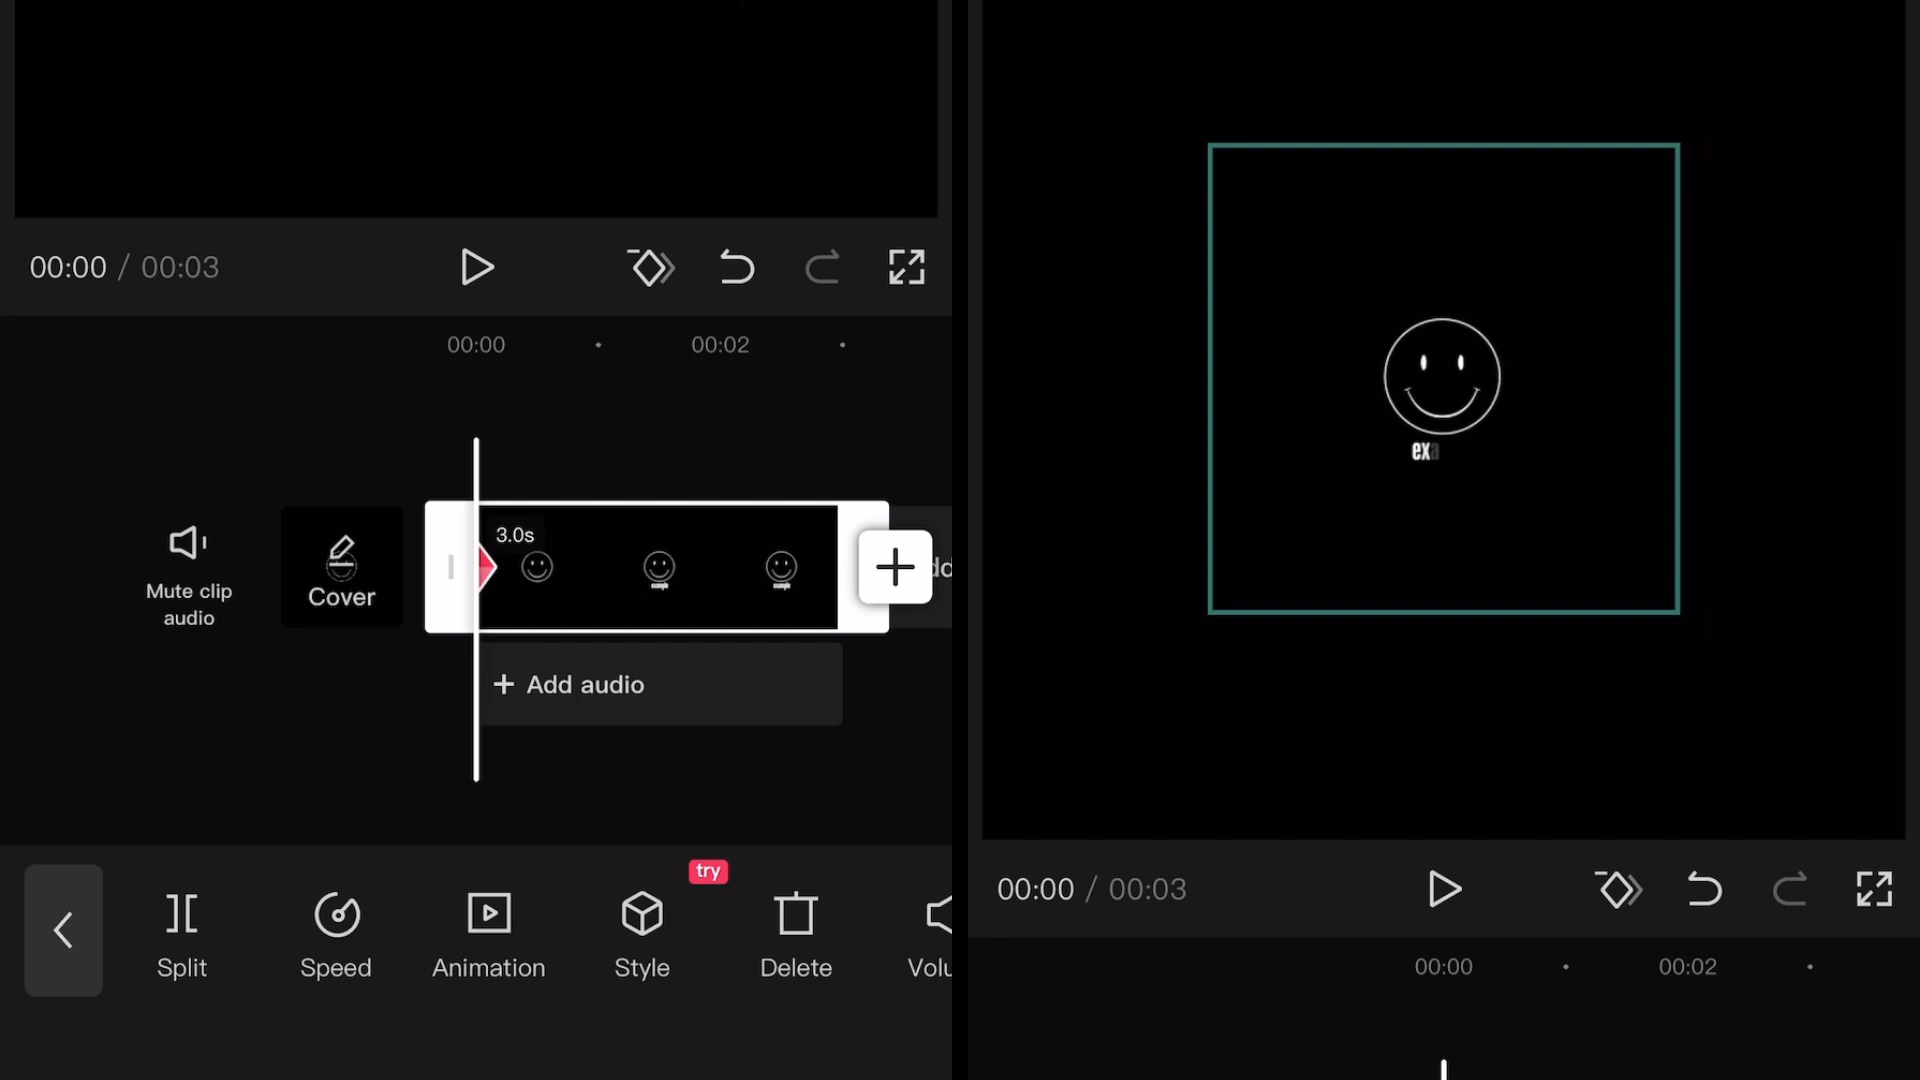 00:00 / 00:03
00:00 00:02
3.0s
Mute clip
audio
Cover
+ Add audio
try
Split Speed Animation Style Delete Volu
exa
00:00 / 00:03
00:00 00:02